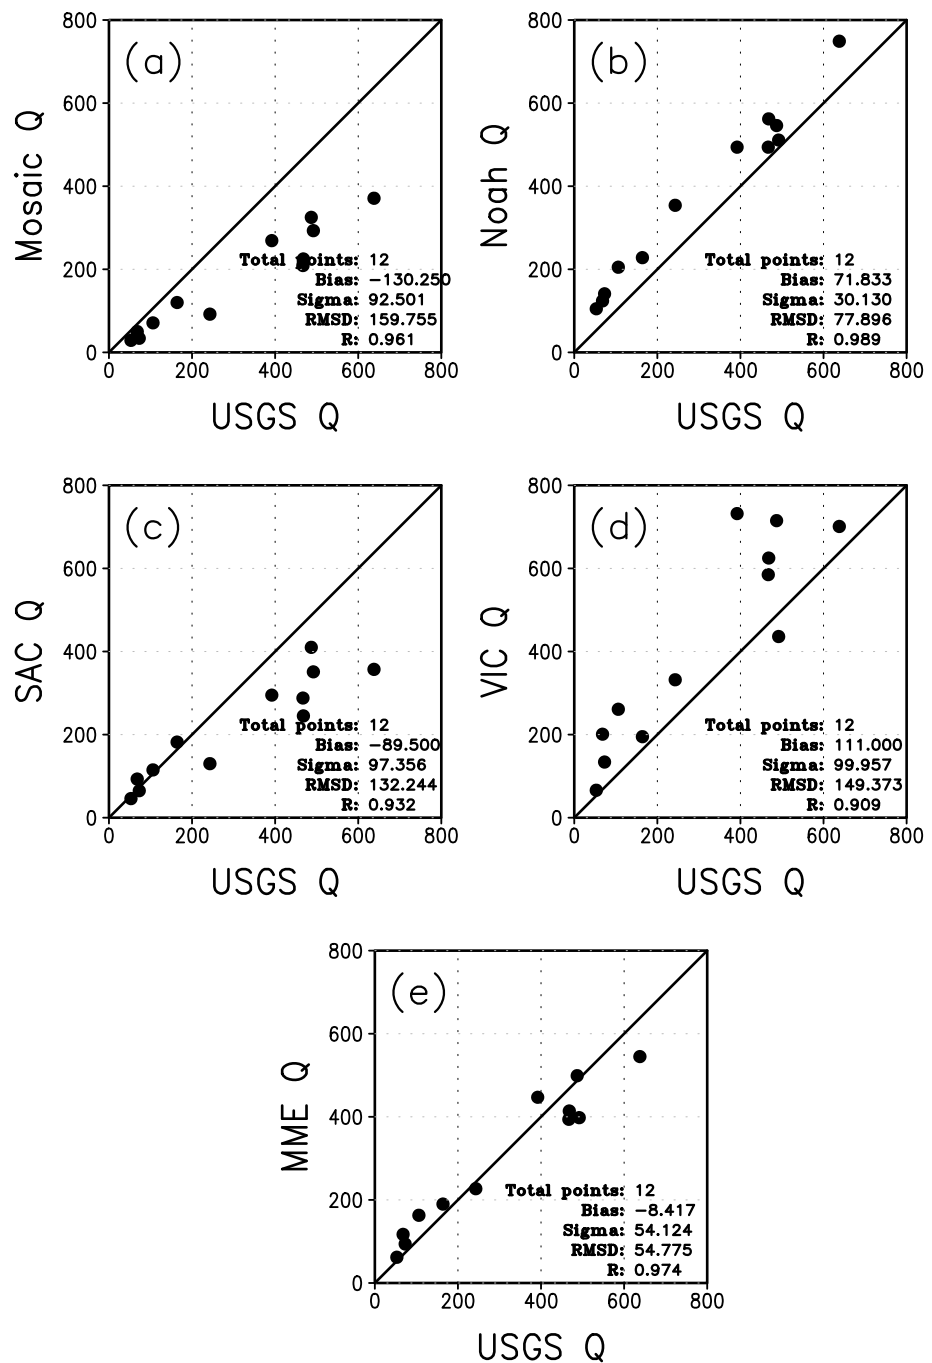 (a)
Mosaic Q
800
600
400
200
0
Total points: 12
Bias: −130.250
Sigma: 92.501
RMSD: 159.755
R: 0.961
0 200 400 600 800
USGS Q
(b)
Noah Q
800
600
400
200
0
Total points: 12
Bias: 71.833
Sigma: 30.130
RMSD: 77.896
R: 0.989
0 200 400 600 800
USGS Q
(c)
SAC Q
800
600
400
200
0
Total points: 12
Bias: −89.500
Sigma: 97.356
RMSD: 132.244
R: 0.932
0 200 400 600 800
USGS Q
(d)
VIC Q
800
600
400
200
0
Total points: 12
Bias: 111.000
Sigma: 99.957
RMSD: 149.373
R: 0.909
0 200 400 600 800
USGS Q
(e)
MME Q
800
600
400
200
0
Total points: 12
Bias: −8.417
Sigma: 54.124
RMSD: 54.775
R: 0.974
0 200 400 600 800
USGS Q